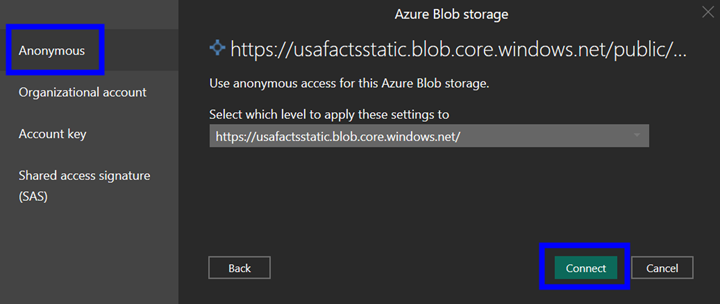 Azure Blob storage
Anonymous
Organizational account
Account key
Shared access signature
(SAS)
https://usafactsstatic.blob.core.windows.net/public/...
Use anonymous access for this Azure Blob storage.
Select which level to apply these settings to
https://usafactsstatic.blob.core.windows.net/
Back
Connect
Cancel